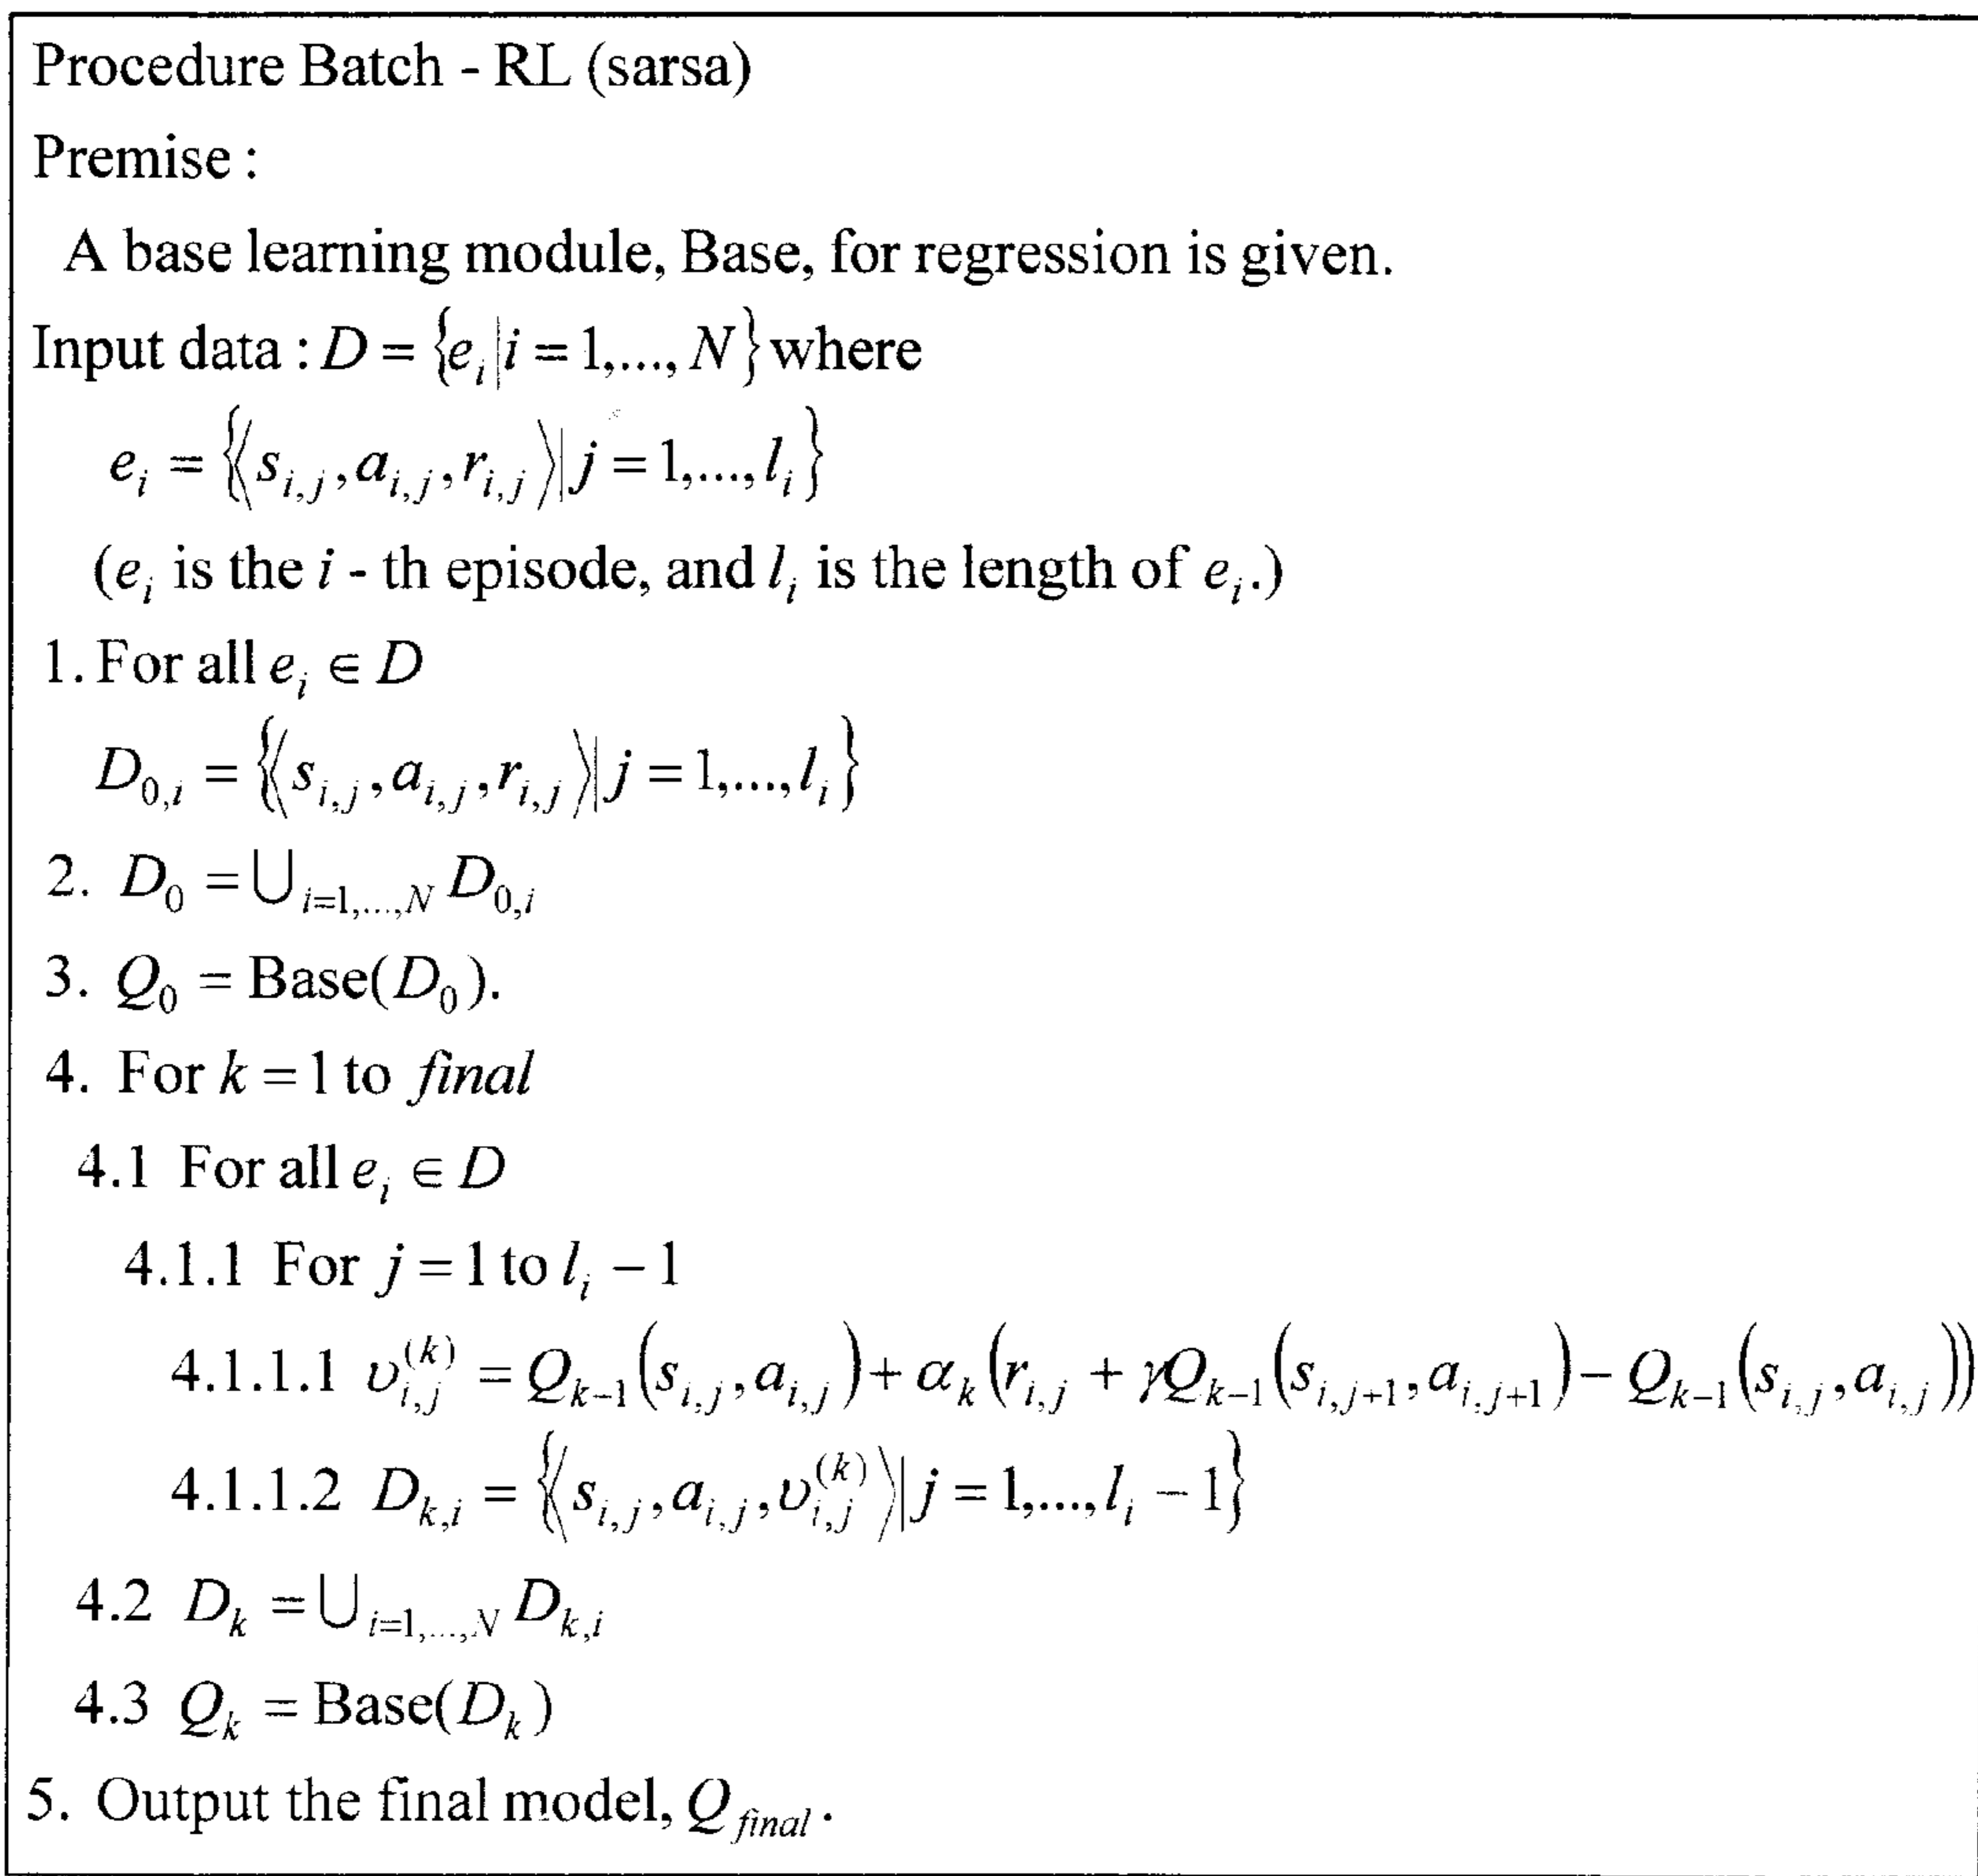 Procedure Batch - RL (sarsa)
Premise :
A base learning module, Base, for regression is given.
Input data : D = {e_i | i = 1,..., N} where
e_i = {⟨s_{i,j}, a_{i,j}, r_{i,j}⟩ | j = 1,..., l_i}
(e_i is the i - th episode, and l_i is the length of e_i.)
1. For all e_i ∈ D
D_{0,i} = {⟨s_{i,j}, a_{i,j}, r_{i,j}⟩ | j = 1,..., l_i}
2. D_0 = ∪_{i=1,...,N} D_{0,i}
3. Q_0 = Base(D_0).
4. For k = 1 to final
4.1 For all e_i ∈ D
4.1.1 For j = 1 to l_i − 1
4.1.1.1 υ_{i,j}^{(k)} = Q_{k−1}(s_{i,j}, a_{i,j}) + α_k (r_{i,j} + γQ_{k−1}(s_{i,j+1}, a_{i,j+1}) − Q_{k−1}(s_{i,j}, a_{i,j}))
4.1.1.2 D_{k,i} = {⟨s_{i,j}, a_{i,j}, υ_{i,j}^{(k)}⟩ | j = 1,..., l_i − 1}
4.2 D_k = ∪_{i=1,...,N} D_{k,i}
4.3 Q_k = Base(D_k)
5. Output the final model, Q_{final}.